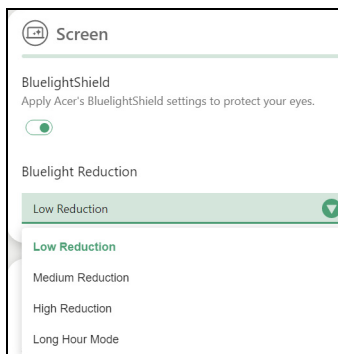 Screen
BluelightShield
Apply Acer's BluelightShield settings to protect your eyes.
Bluelight Reduction
Low Reduction
Low Reduction
Medium Reduction
High Reduction
Long Hour Mode